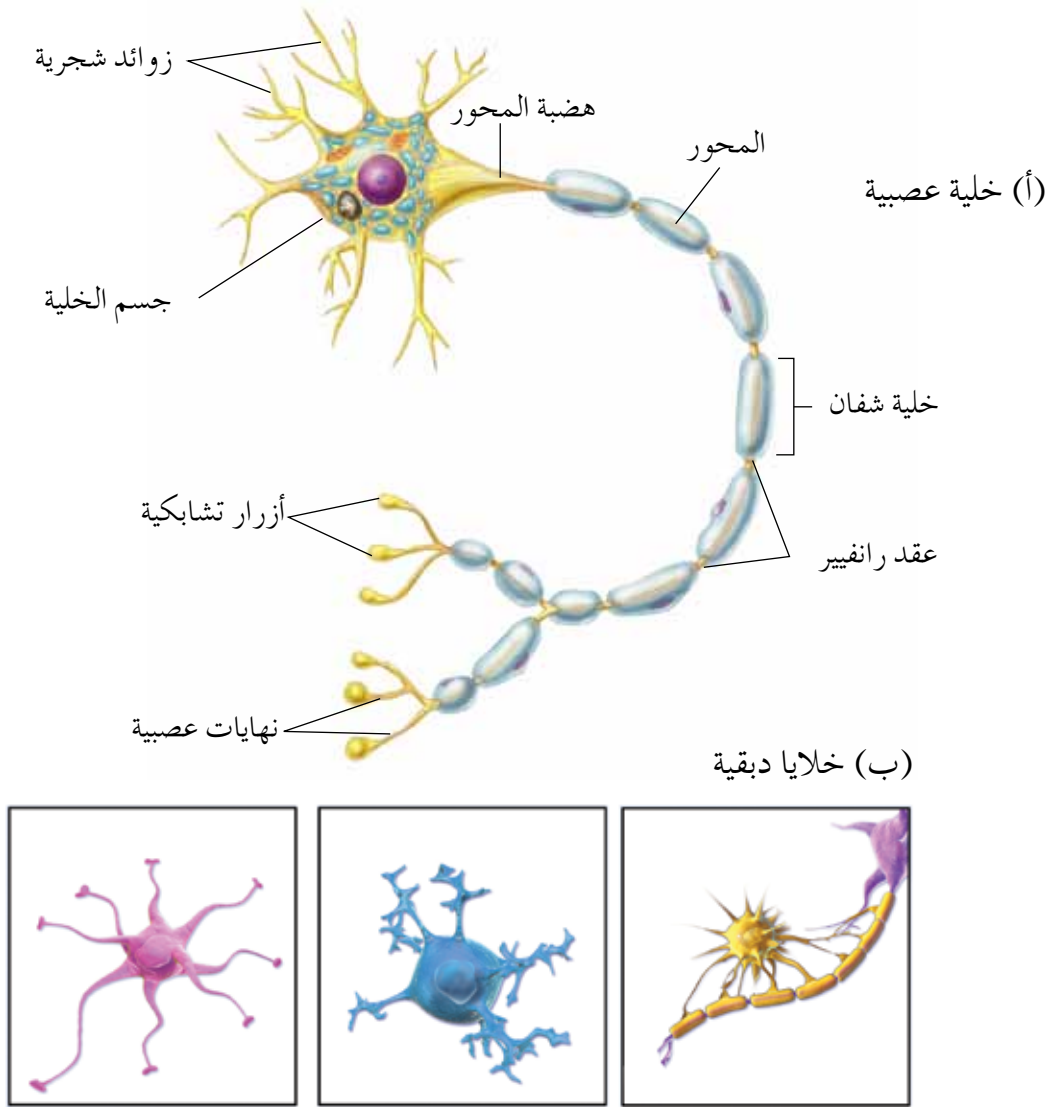 زوائد شجرية
هضبة المحور
المحور
(أ) خلية عصبية
جسم الخلية
خلية شفان
أزرار تشابكية
عقد رانفيير
نهايات عصبية
(ب) خلايا دبقية